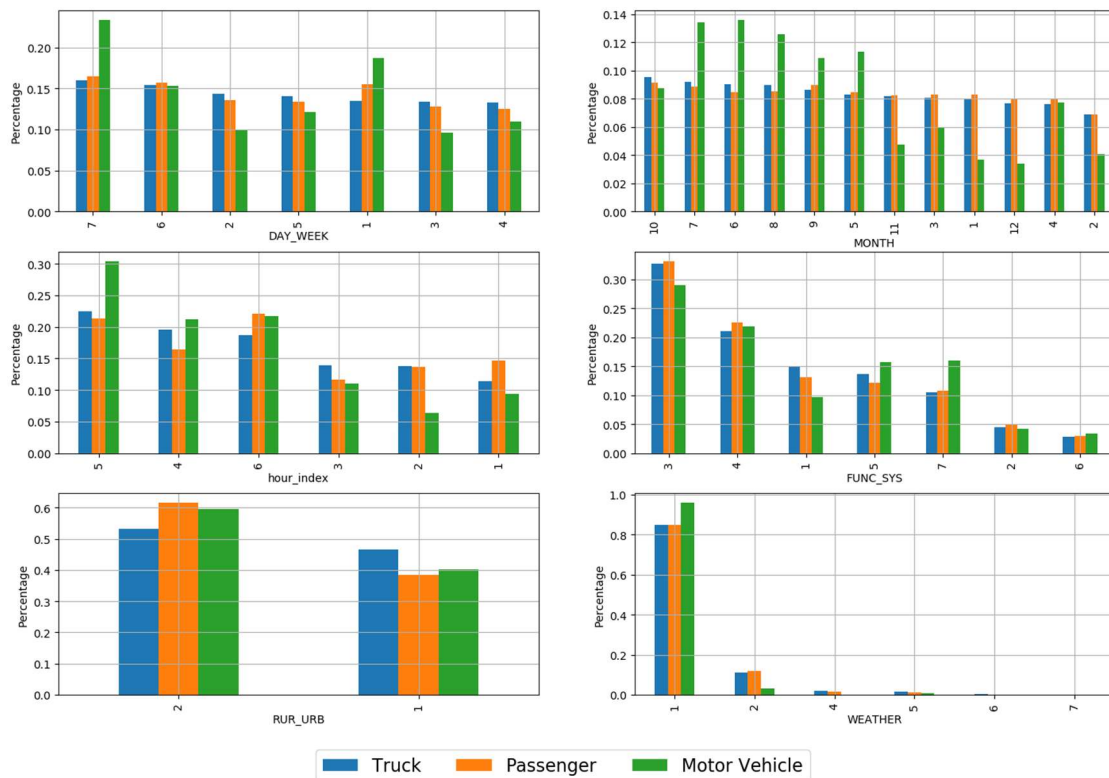 Percentage
0.20
0.15
0.10
0.05
0.00
7 6 2 5 1 3 4
DAY_WEEK
Percentage
0.14
0.12
0.10
0.08
0.06
0.04
0.02
0.00
10 7 6 8 9 5 11 3 1 12 4 2
MONTH
Percentage
0.30
0.25
0.20
0.15
0.10
0.05
0.00
5 4 6 3 2 1
hour_index
Percentage
0.30
0.25
0.20
0.15
0.10
0.05
0.00
3 4 1 5 7 2 6
FUNC_SYS
Percentage
0.6
0.5
0.4
0.3
0.2
0.1
0.0
2 1
RUR_URB
Percentage
1.0
0.8
0.6
0.4
0.2
0.0
1 2 4 5 6 7
WEATHER
Truck Passenger Motor Vehicle